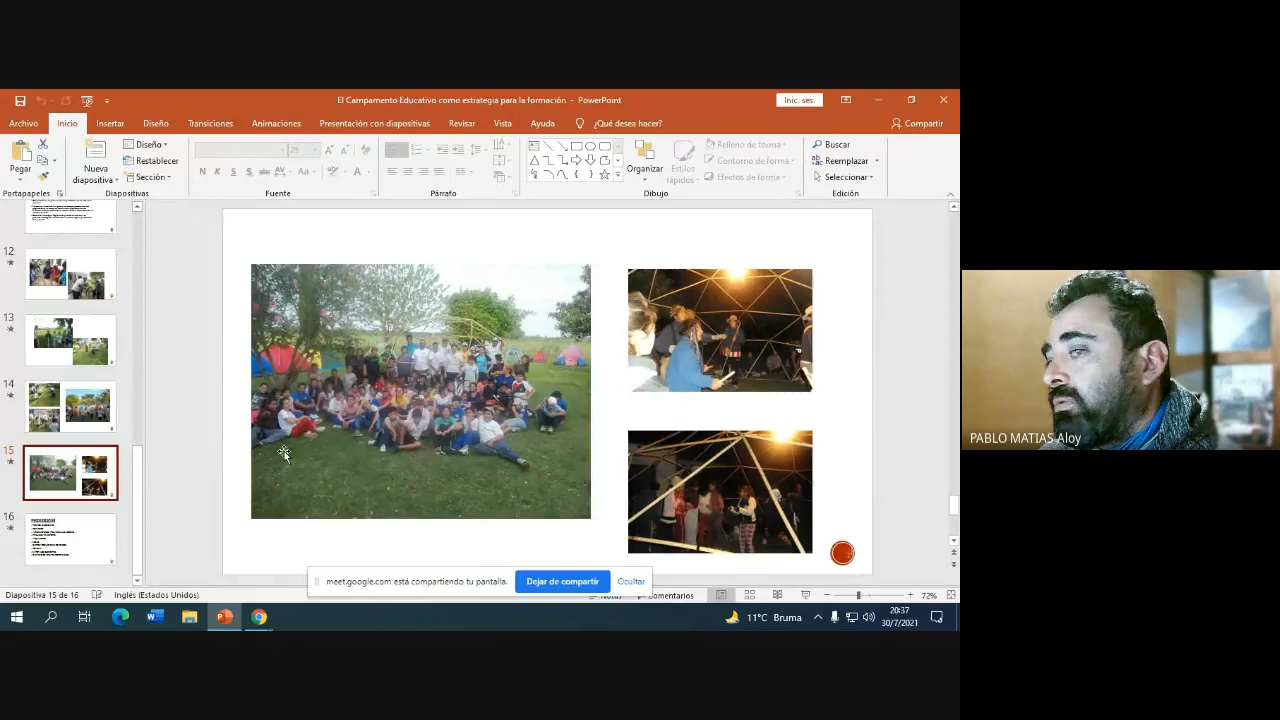 El Campamento Educativo como estrategia para la formación - PowerPoint
Inic. ses.
Archivo Inicio Insertar Diseño Transiciones Animaciones Presentación con diapositivas Revisar Vista Ayuda ¿Qué desea hacer? Compartir
Pegar
Nueva diapositiva
Diseño
Restablecer
Sección
N K S S abc AV Aa A
Organizar
Estilos rápidos
Relleno de forma
Contorno de forma
Efectos de forma
Buscar
Reemplazar
Seleccionar
Portapapeles Diapositivas Fuente Párrafo Dibujo Edición
12
13
14
15
16
PABLO MATIAS Aloy
meet.google.com está compartiendo tu pantalla. Dejar de compartir Ocultar
Diapositiva 15 de 16 Inglés (Estados Unidos) Notas Comentarios 72%
11°C Bruma
20:37
30/7/2021